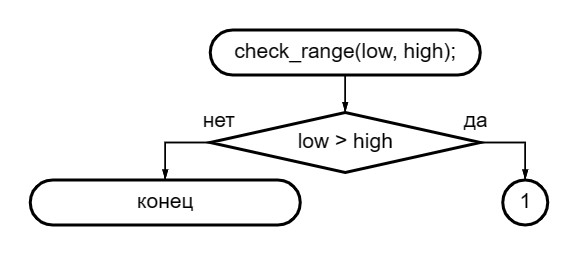 check_range(low, high);
нет
да
low > high
конец
1